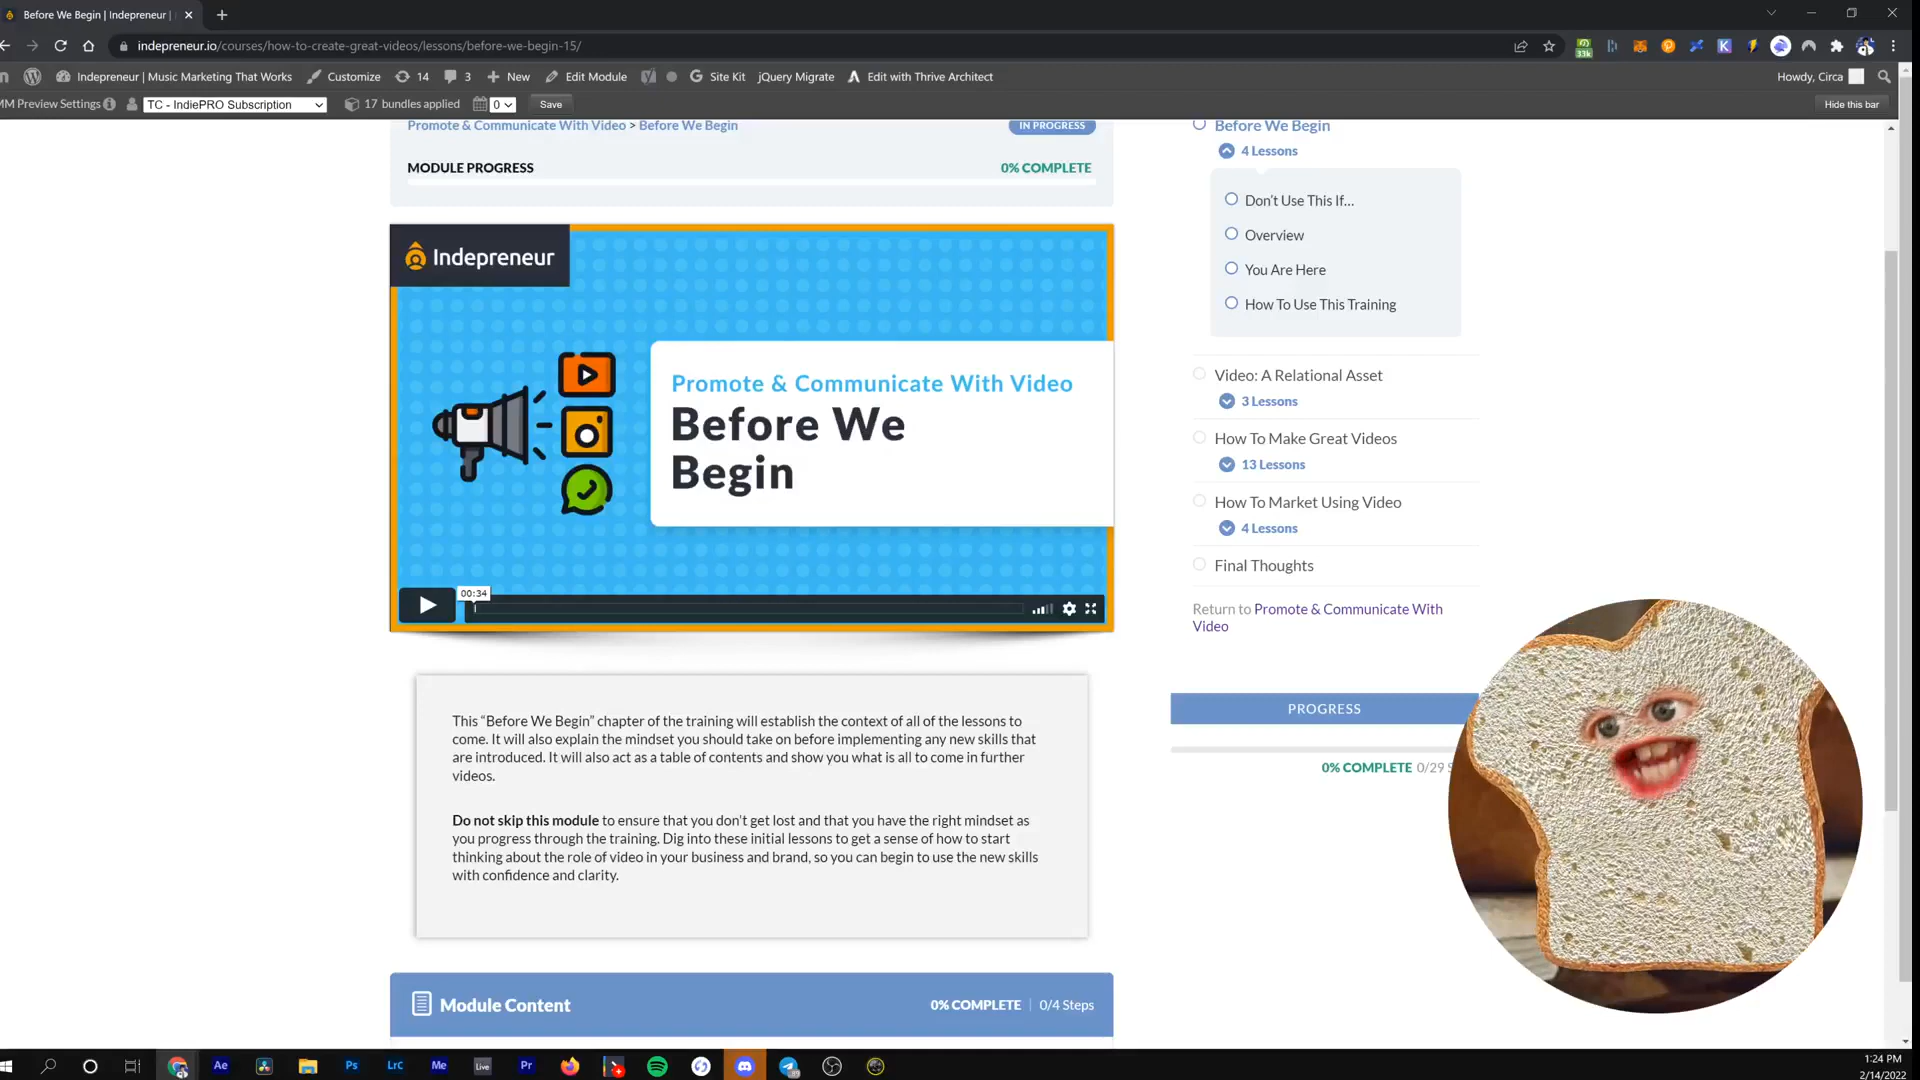 Before We Begin | Indepreneur |
indepreneur.io/courses/how-to-create-great-videos/lessons/before-we-begin-15/
33k
K
Indepreneur | Music Marketing That Works
Customize
14
3
New
Edit Module
G Site Kit
jQuery Migrate
Edit with Thrive Architect
Howdy, Circa
MM Preview Settings
TC - IndiePRO Subscription
17 bundles applied
0
Save
Hide this bar
Promote & Communicate With Video > Before We Begin
IN PROGRESS
MODULE PROGRESS
0% COMPLETE
Indepreneur
Promote & Communicate With Video
Before We
Begin
00:34
This “Before We Begin” chapter of the training will establish the context of all of the lessons to
come. It will also explain the mindset you should take on before implementing any new skills that
are introduced. It will also act as a table of contents and show you what is all to come in further
videos.
Do not skip this module to ensure that you don't get lost and that you have the right mindset as
you progress through the training. Dig into these initial lessons to get a sense of how to start
thinking about the role of video in your business and brand, so you can begin to use the new skills
with confidence and clarity.
Module Content
0% COMPLETE | 0/4 Steps
Before We Begin
4 Lessons
Don't Use This If...
Overview
You Are Here
How To Use This Training
Video: A Relational Asset
3 Lessons
How To Make Great Videos
13 Lessons
How To Market Using Video
4 Lessons
Final Thoughts
Return to Promote & Communicate With
Video
PROGRESS
0% COMPLETE 0/29 S
Ae
Ps
LrC
Me
Live
Pr
1:24 PM
2/14/2022